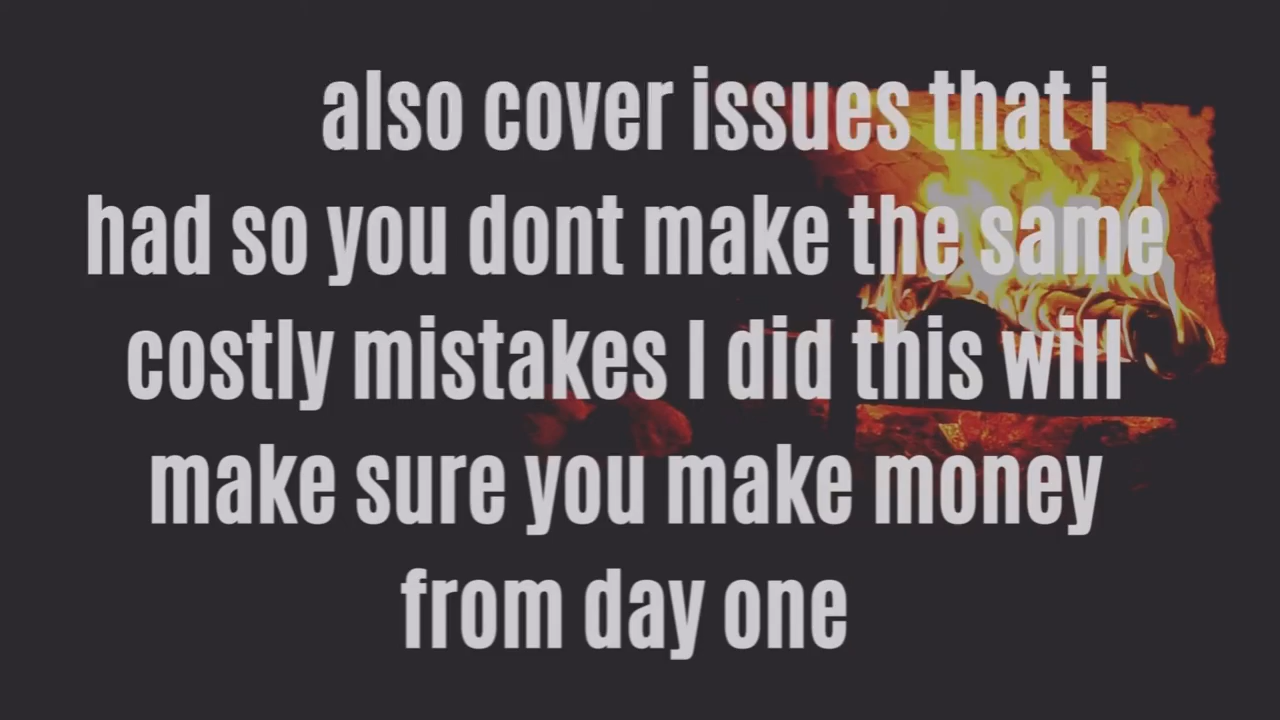 also cover issues that i
had so you dont make the same
costly mistakes I did this will
make sure you make money
from day one